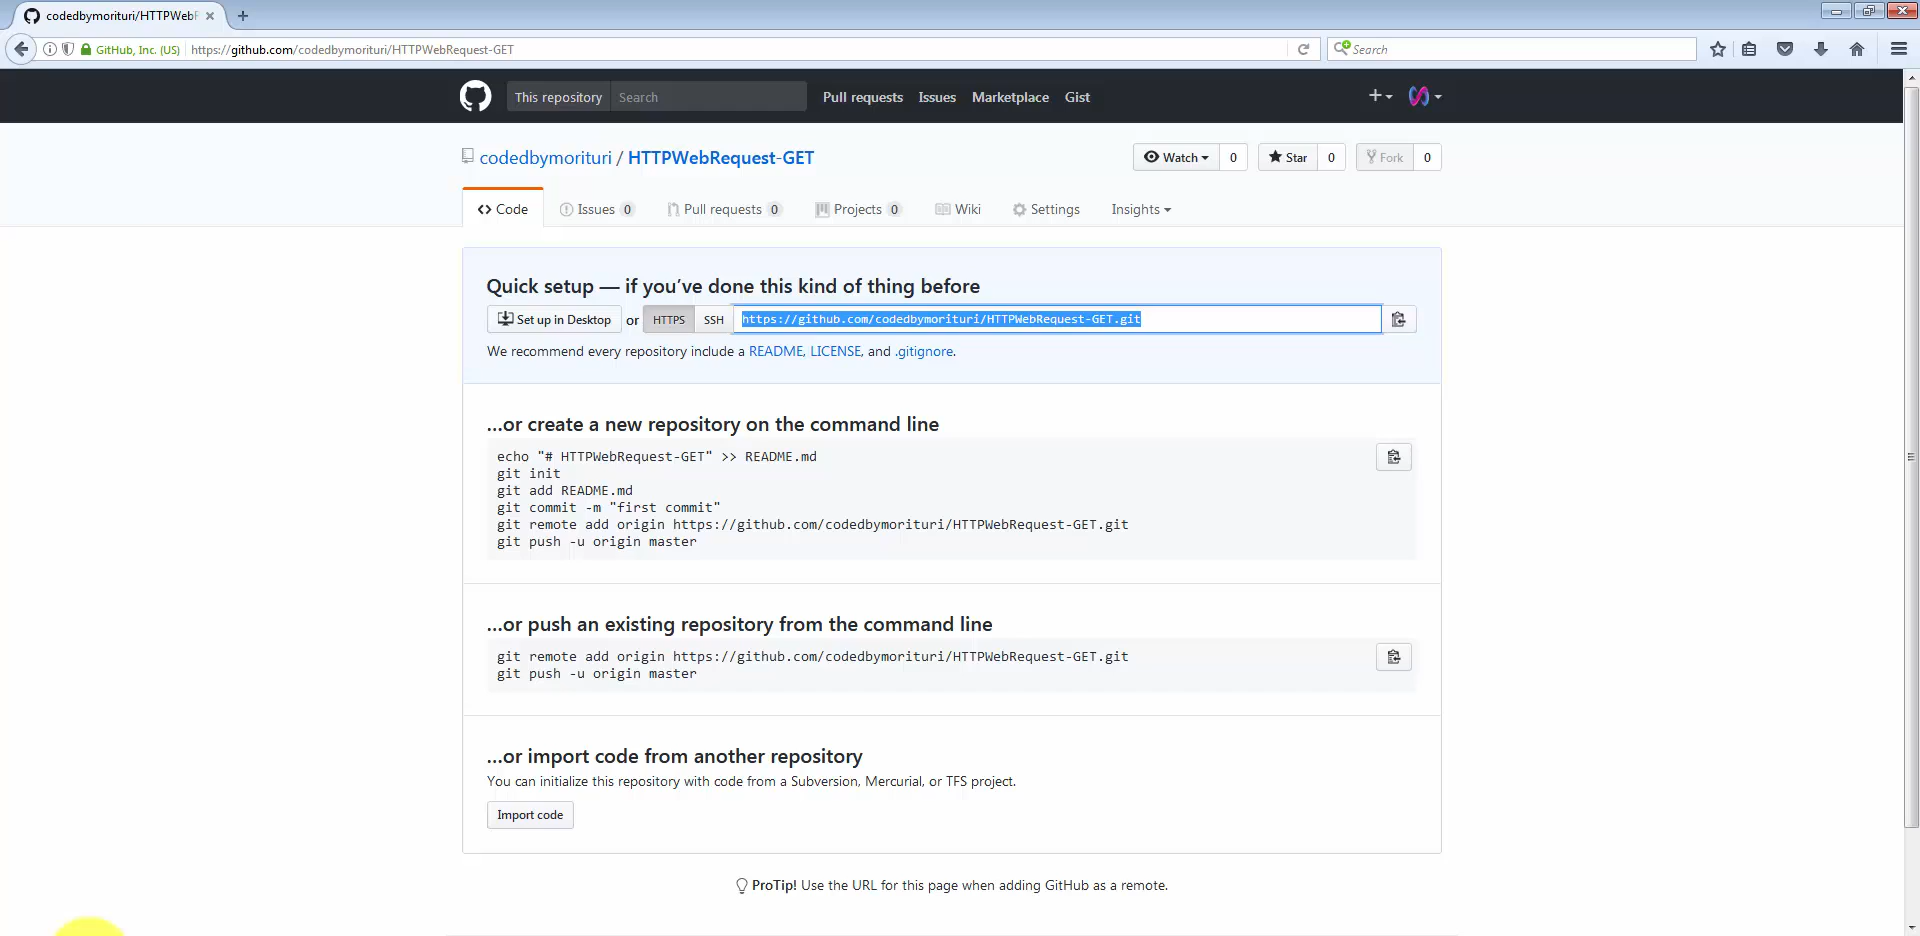 codedbymorituri/HTTPWebR
GitHub, Inc. (US) https://github.com/codedbymorituri/HTTPWebRequest-GET Search
This repository Search Pull requests Issues Marketplace Gist
codedbymorituri / HTTPWebRequest-GET Watch 0 Star 0 Fork 0
Code Issues 0 Pull requests 0 Projects 0 Wiki Settings Insights
Quick setup — if you’ve done this kind of thing before
Set up in Desktop or HTTPS SSH https://github.com/codedbymorituri/HTTPWebRequest-GET.git
We recommend every repository include a README, LICENSE, and .gitignore.
…or create a new repository on the command line
echo "# HTTPWebRequest-GET" >> README.md
git init
git add README.md
git commit -m "first commit"
git remote add origin https://github.com/codedbymorituri/HTTPWebRequest-GET.git
git push -u origin master
…or push an existing repository from the command line
git remote add origin https://github.com/codedbymorituri/HTTPWebRequest-GET.git
git push -u origin master
…or import code from another repository
You can initialize this repository with code from a Subversion, Mercurial, or TFS project.
Import code
ProTip! Use the URL for this page when adding GitHub as a remote.